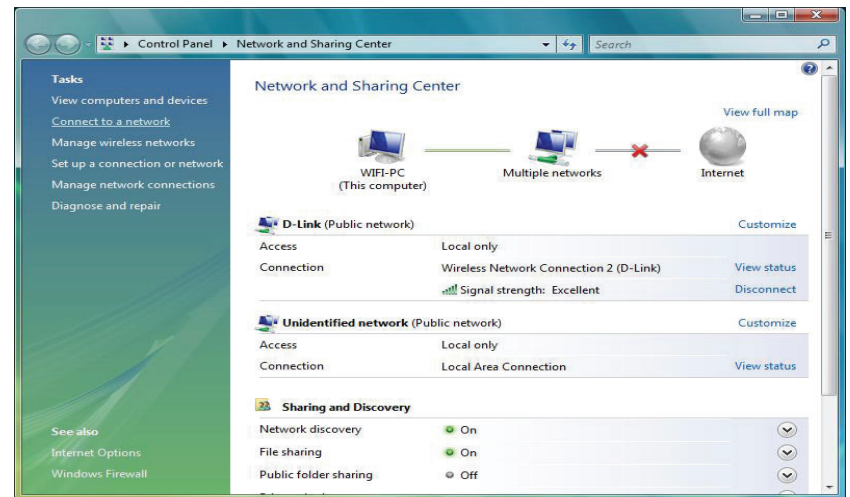 Control Panel
Network and Sharing Center
Search
Tasks
View computers and devices
Connect to a network
Manage wireless networks
Set up a connection or network
Manage network connections
Diagnose and repair
See also
Internet Options
Windows Firewall
Network and Sharing Center
View full map
WIFI-PC
(This computer)
Multiple networks
Internet
D-Link (Public network) Customize
Access Local only
Connection Wireless Network Connection 2 (D-Link) View status
Signal strength: Excellent Disconnect
Unidentified network (Public network) Customize
Access Local only
Connection Local Area Connection View status
Sharing and Discovery
Network discovery On
File sharing On
Public folder sharing Off